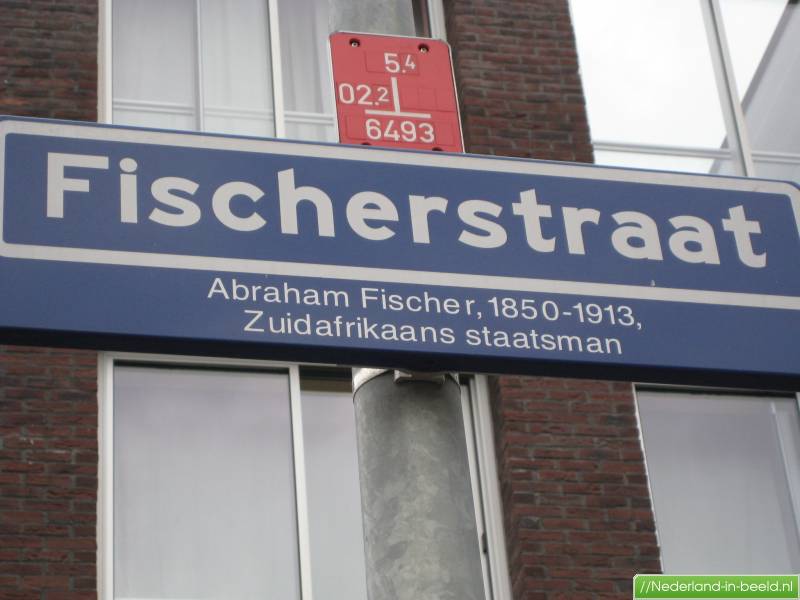 5.4
02.2
6493
Fischerstraat
Abraham Fischer, 1850-1913,
Zuidafrikaans staatsman
//Nederland-in-beeld.nl